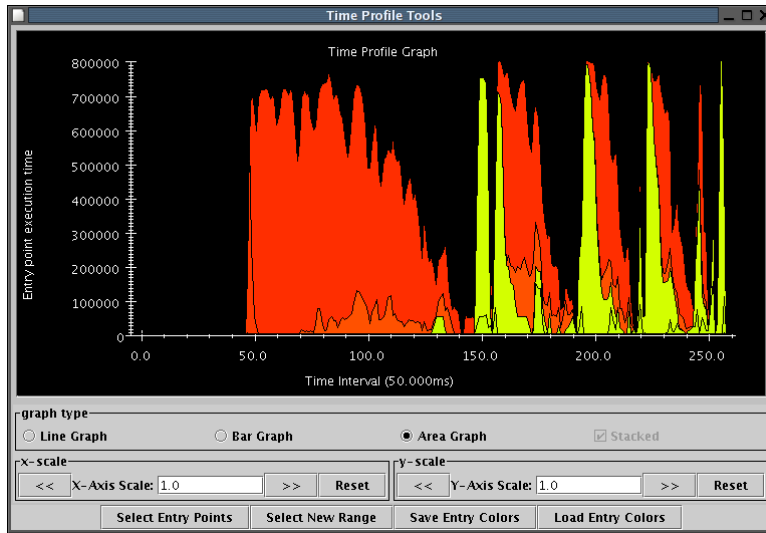 Time Profile Tools
Time Profile Graph
800000
700000
600000
500000
400000
300000
200000
100000
0
Entry point execution time
0.0 50.0 100.0 150.0 200.0 250.0
Time Interval (50.000ms)
graph type
Line Graph Bar Graph Area Graph Stacked
x-scale y-scale
<< X-Axis Scale: 1.0 >> Reset << Y-Axis Scale: 1.0 >> Reset
Select Entry Points Select New Range Save Entry Colors Load Entry Colors